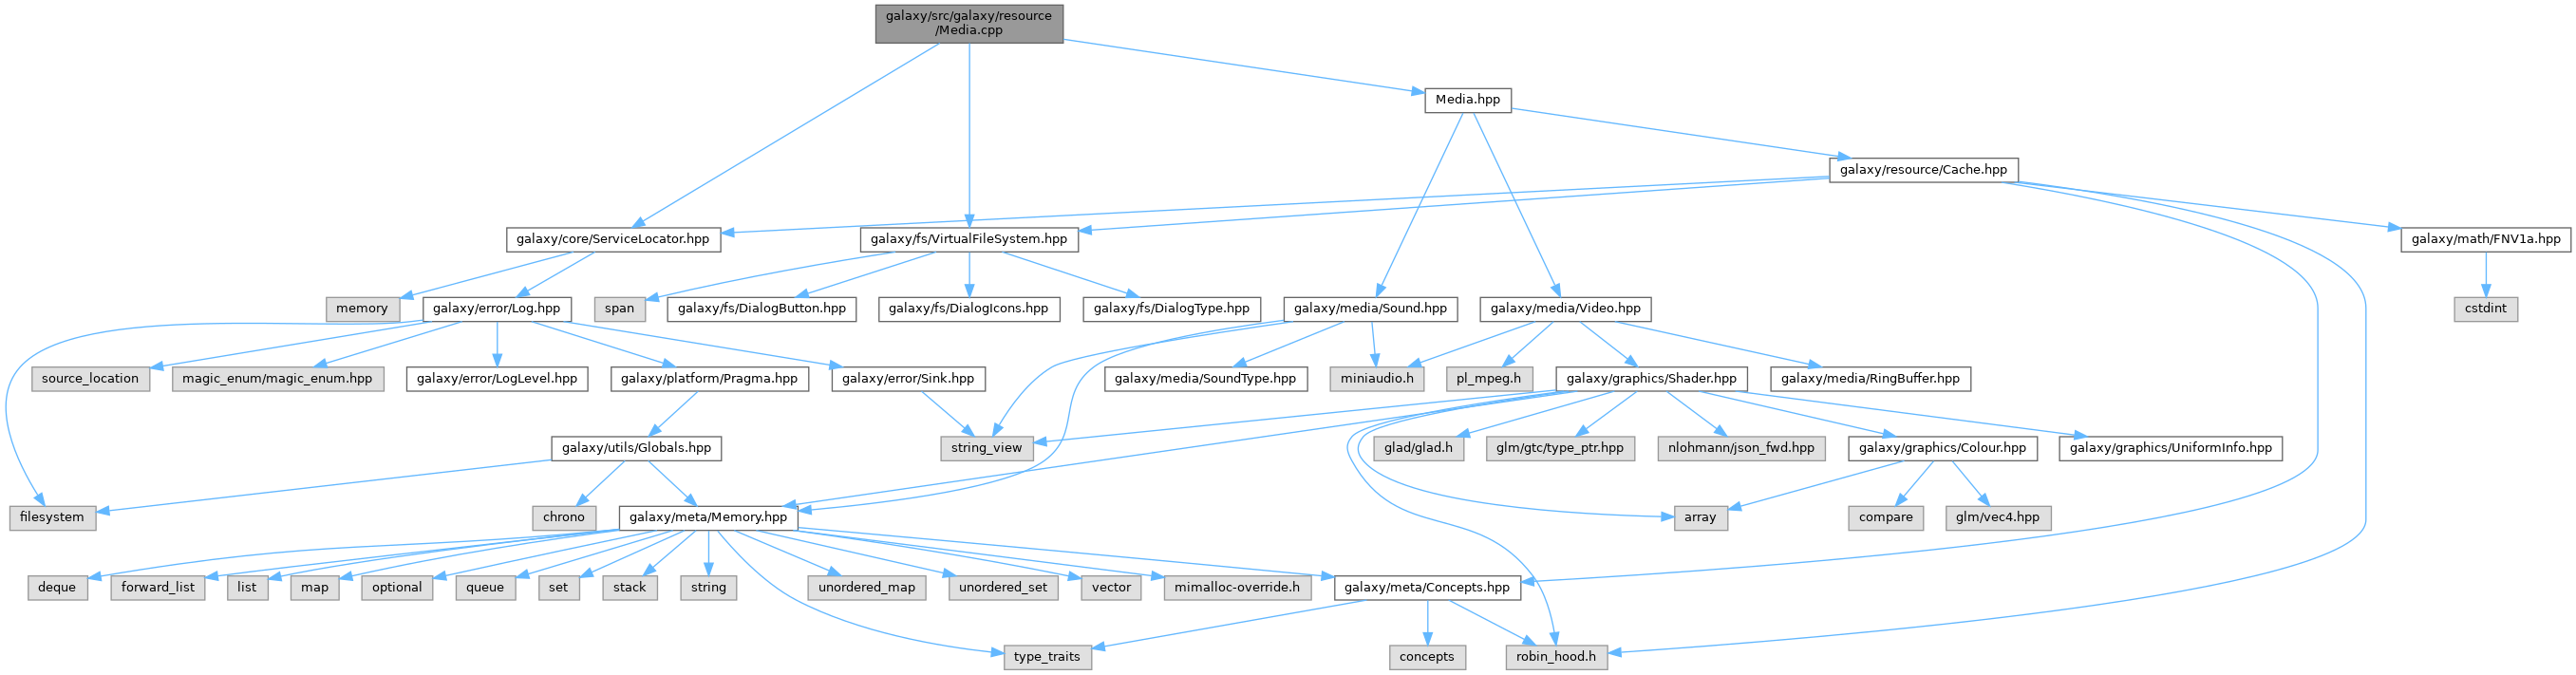 galaxy/src/galaxy/resource
/Media.cpp
Media.hpp
galaxy/resource/Cache.hpp
galaxy/core/ServiceLocator.hpp
galaxy/fs/VirtualFileSystem.hpp
galaxy/math/FNV1a.hpp
memory
galaxy/error/Log.hpp
span
galaxy/fs/DialogButton.hpp
galaxy/fs/DialogIcons.hpp
galaxy/fs/DialogType.hpp
galaxy/media/Sound.hpp
galaxy/media/Video.hpp
cstdint
source_location
magic_enum/magic_enum.hpp
galaxy/error/LogLevel.hpp
galaxy/platform/Pragma.hpp
galaxy/error/Sink.hpp
galaxy/media/SoundType.hpp
miniaudio.h
pl_mpeg.h
galaxy/graphics/Shader.hpp
galaxy/media/RingBuffer.hpp
galaxy/utils/Globals.hpp
string_view
glad/glad.h
glm/gtc/type_ptr.hpp
nlohmann/json_fwd.hpp
galaxy/graphics/Colour.hpp
galaxy/graphics/UniformInfo.hpp
filesystem
chrono
galaxy/meta/Memory.hpp
array
compare
glm/vec4.hpp
deque
forward_list
list
map
optional
queue
set
stack
string
unordered_map
unordered_set
vector
mimalloc-override.h
galaxy/meta/Concepts.hpp
type_traits
concepts
robin_hood.h